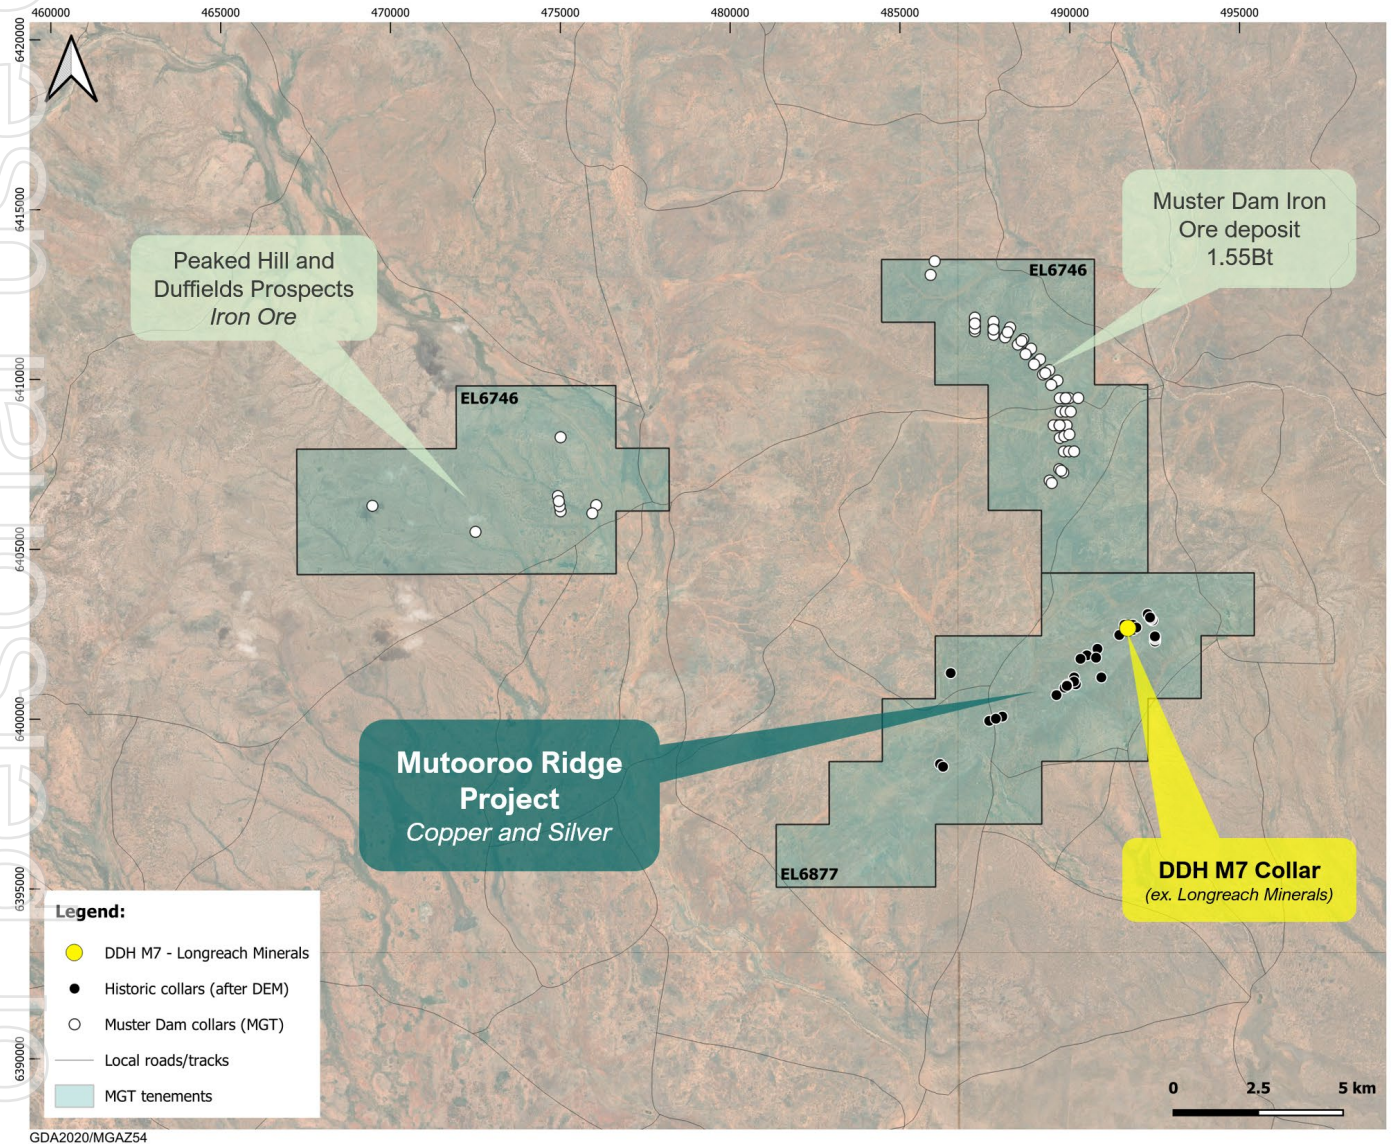 460000 465000 470000 475000 480000 485000 490000 495000
6420000
6415000
6410000
6405000
6400000
6395000
6390000
Muster Dam Iron
Ore deposit
1.55Bt
Peaked Hill and
Duffields Prospects
Iron Ore
EL6746
EL6746
Mutooroo Ridge
Project
Copper and Silver
DDH M7 Collar
(ex. Longreach Minerals)
EL6877
Legend:
DDH M7 - Longreach Minerals
Historic collars (after DEM)
Muster Dam collars (MGT)
Local roads/tracks
MGT tenements
0 2.5 5 km
GDA2020/MGAZ54